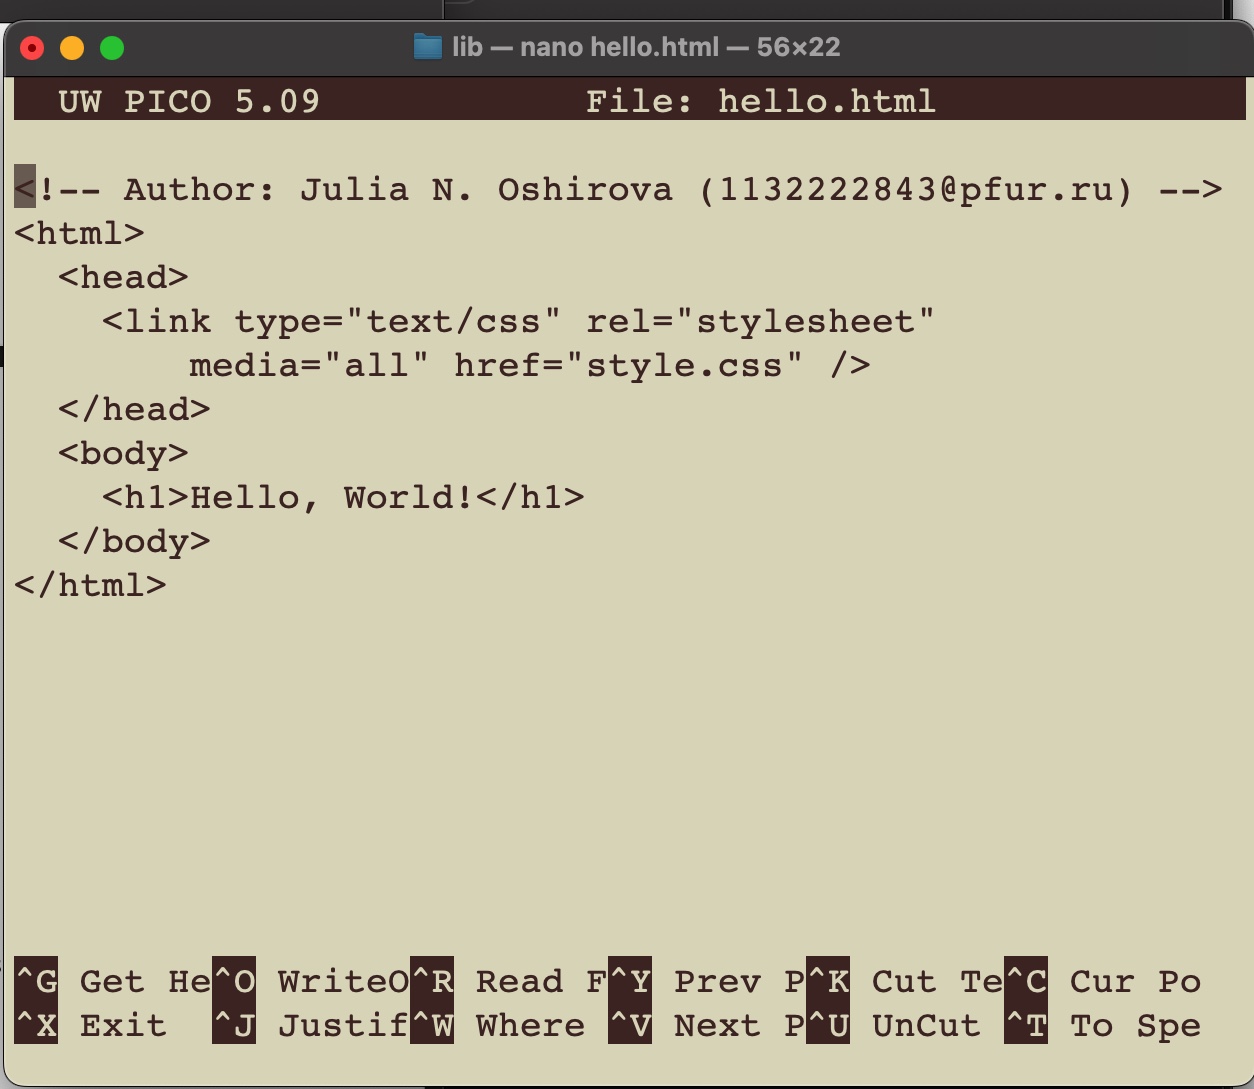 lib — nano hello.html — 56×22
UW PICO 5.09 File: hello.html
<!-- Author: Julia N. Oshirova (1132222843@pfur.ru) -->
<html>
  <head>
    <link type="text/css" rel="stylesheet"
        media="all" href="style.css" />
  </head>
  <body>
    <h1>Hello, World!</h1>
  </body>
</html>
^G Get He^O WriteO^R Read F^Y Prev P^K Cut Te^C Cur Po
^X Exit  ^J Justif^W Where ^V Next P^U UnCut ^T To Spe